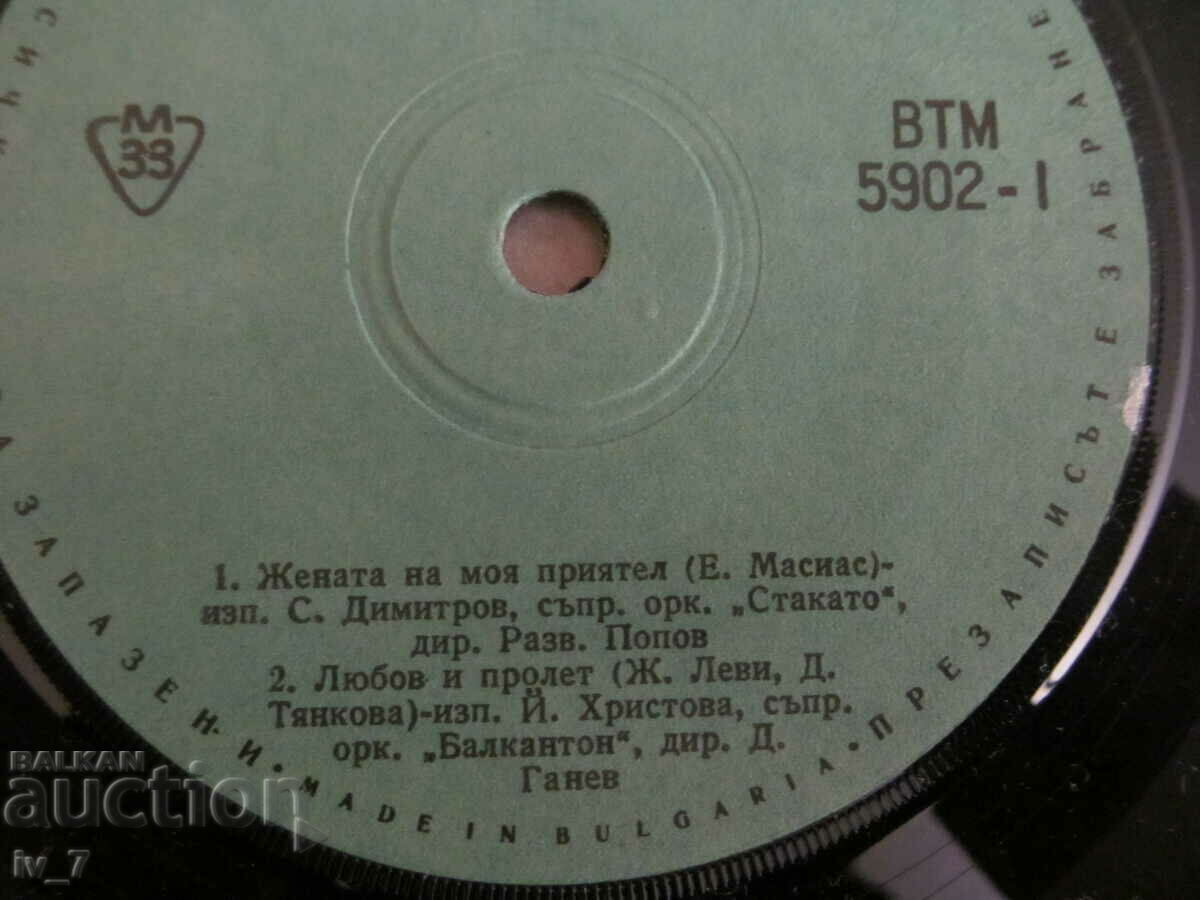 М
33
ВТМ
5902-1
1. Жената на моя приятел (Е. Масиас)-
изп. С. Димитров, съпр. орк. „Стакато“,
дир. Разв. Попов
2. Любов и пролет (Ж. Леви, Д.
Тянкова)-изп. Й. Христова, съпр.
орк. „Балкантон“, дир. Д.
Ганев
ЗАПАЗЕНИ • MADE IN BULGARIA • ПРЕЗАПИСЪТ Е ЗАБРАНЕ
BALKAN
auction
iv_7